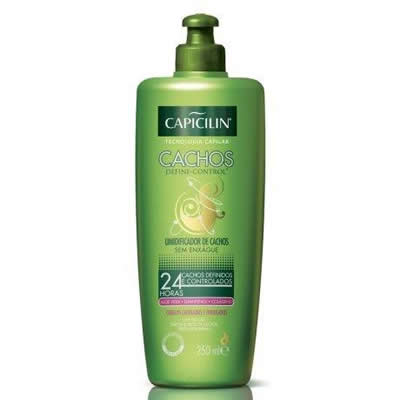 CAPICILIN
TECNOLOGIA CAPILAR
CACHOS
DEFINE-CONTROL
UMIDIFICADOR DE CACHOS
SEM ENXÁGUE
24 HORAS
CACHOS DEFINIDOS
E CONTROLADOS
250 ml e